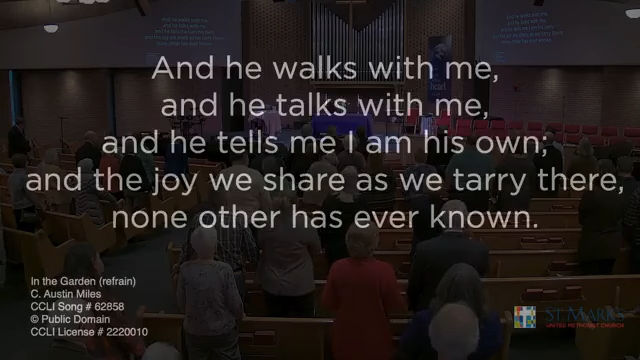 And he walks with me,
and he talks with me,
and he tells me I am his own;
and the joy we share as we tarry there,
none other has ever known.
In the Garden (refrain)
C. Austin Miles
CCLI Song # 62858
© Public Domain
CCLI License # 2220010
ST. MARK'S
UNITED METHODIST CHURCH